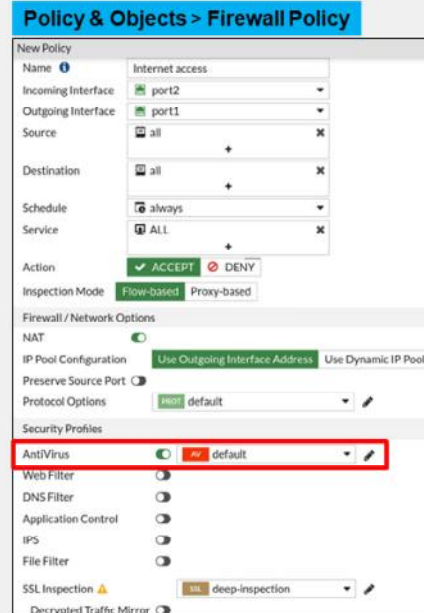 Policy & Objects > Firewall Policy
New Policy
Name Internet access
Incoming Interface port2
Outgoing Interface port1
Source all
+
Destination all
+
Schedule always
Service ALL
+
Action ACCEPT DENY
Inspection Mode Flow-based Proxy-based
Firewall / Network Options
NAT
IP Pool Configuration Use Outgoing Interface Address Use Dynamic IP Pool
Preserve Source Port
Protocol Options PROT default
Security Profiles
AntiVirus AV default
Web Filter
DNS Filter
Application Control
IPS
File Filter
SSL Inspection SSL deep-inspection
Decrypted Traffic Mirror